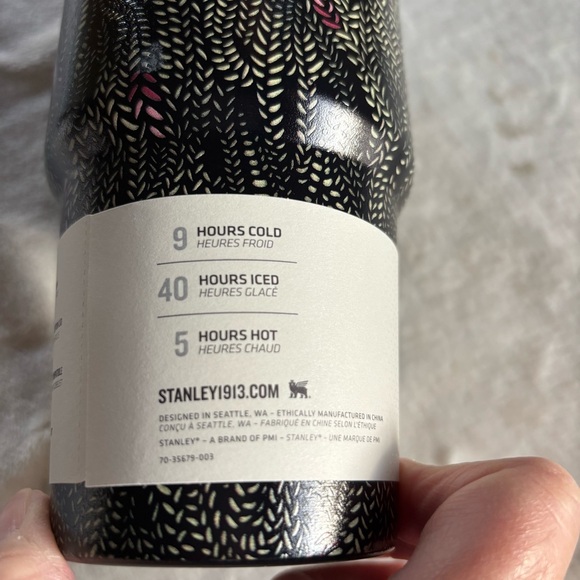 9 HOURS COLD
HEURES FROID
40 HOURS ICED
HEURES GLACÉ
5 HOURS HOT
HEURES CHAUD
STANLEY1913.COM
DESIGNED IN SEATTLE, WA – ETHICALLY MANUFACTURED IN CHINA
CONÇU À SEATTLE, WA – FABRIQUÉ EN CHINE SELON L'ÉTHIQUE
STANLEY® – A BRAND OF PMI – STANLEY® – UNE MARQUE DE PMI
70-35679-003